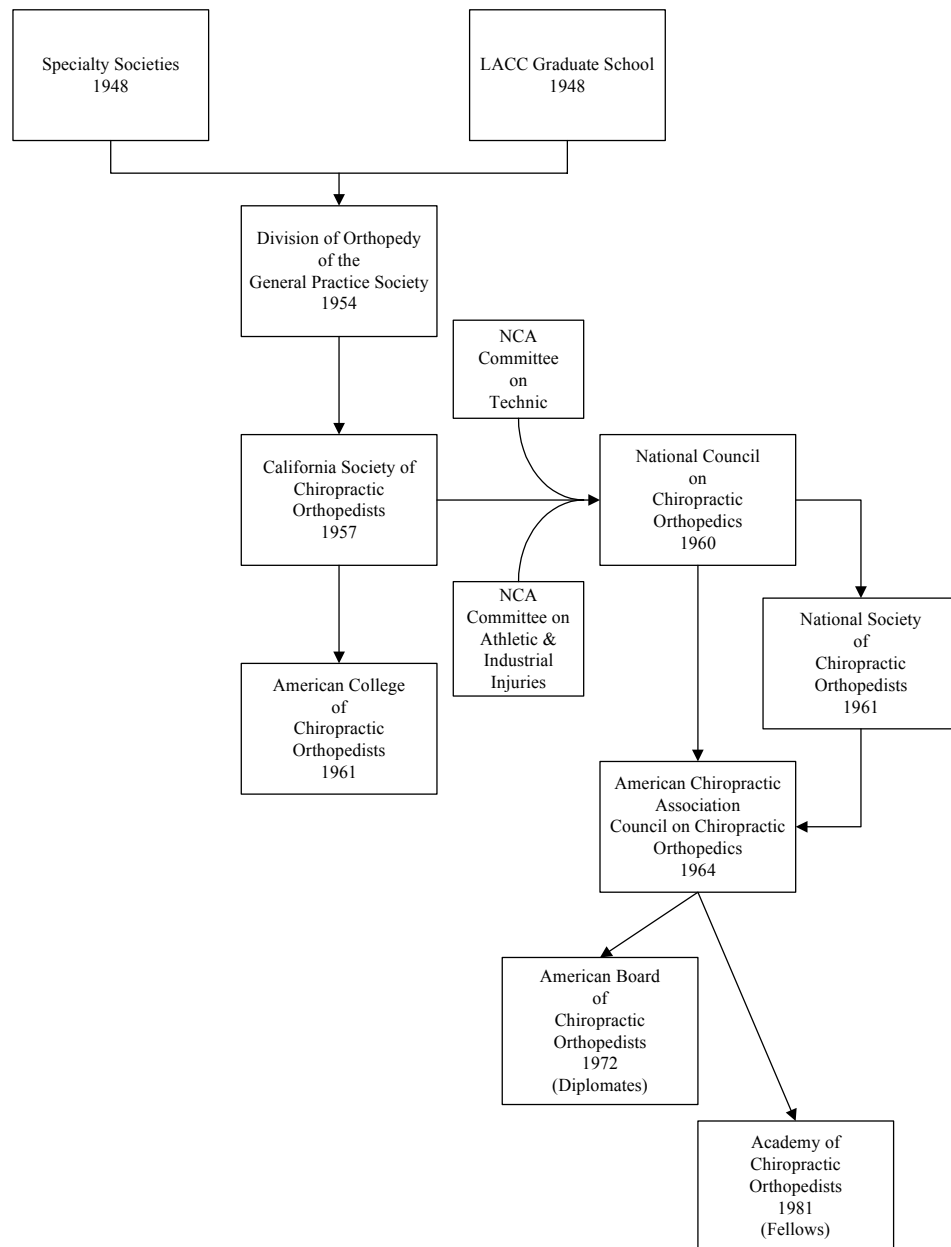 Specialty Societies
1948
LACC Graduate School
1948
Division of Orthopedy
of the
General Practice Society
1954
NCA
Committee
on
Technic
California Society of
Chiropractic
Orthopedists
1957
National Council
on
Chiropractic
Orthopedics
1960
NCA
Committee on
Athletic &
Industrial
Injuries
National Society
of
Chiropractic
Orthopedists
1961
American College
of
Chiropractic
Orthopedists
1961
American Chiropractic
Association
Council on Chiropractic
Orthopedics
1964
American Board
of
Chiropractic
Orthopedists
1972
(Diplomates)
Academy of
Chiropractic
Orthopedists
1981
(Fellows)